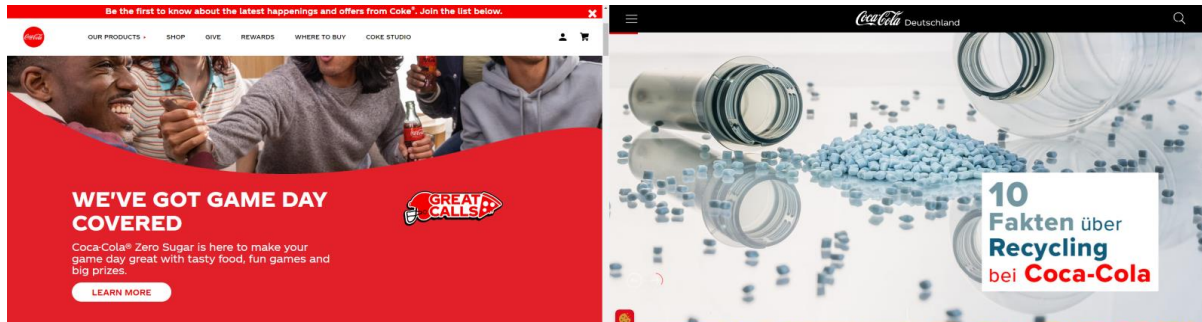 Be the first to know about the latest happenings and offers from Coke®. Join the list below.
Coca-Cola
OUR PRODUCTS
SHOP
GIVE
REWARDS
WHERE TO BUY
COKE STUDIO
WE'VE GOT GAME DAY
COVERED
Coca-Cola® Zero Sugar is here to make your
game day great with tasty food, fun games and
big prizes.
LEARN MORE
GREAT
CALLS
Coca-Cola Deutschland
10
Fakten über
Recycling
bei Coca-Cola